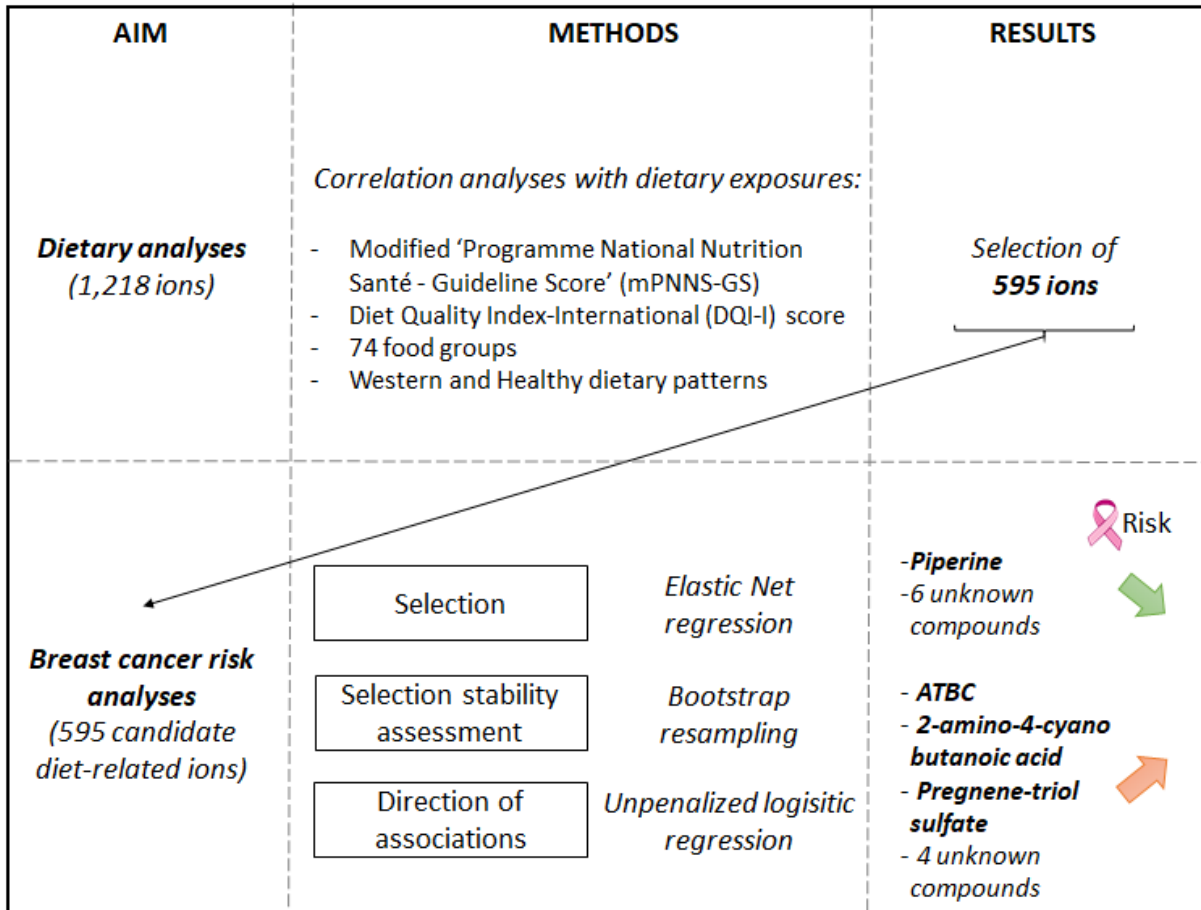 AIM
METHODS
RESULTS
Dietary analyses
(1,218 ions)
Correlation analyses with dietary exposures:
- Modified ‘Programme National Nutrition
Santé - Guideline Score’ (mPNNS-GS)
- Diet Quality Index-International (DQI-I) score
- 74 food groups
- Western and Healthy dietary patterns
Selection of
595 ions
Breast cancer risk
analyses
(595 candidate
diet-related ions)
Selection
Elastic Net
regression
Selection stability
assessment
Bootstrap
resampling
Direction of
associations
Unpenalized logisitic
regression
Risk
-Piperine
-6 unknown
compounds
- ATBC
- 2-amino-4-cyano
butanoic acid
- Pregnene-triol
sulfate
- 4 unknown
compounds